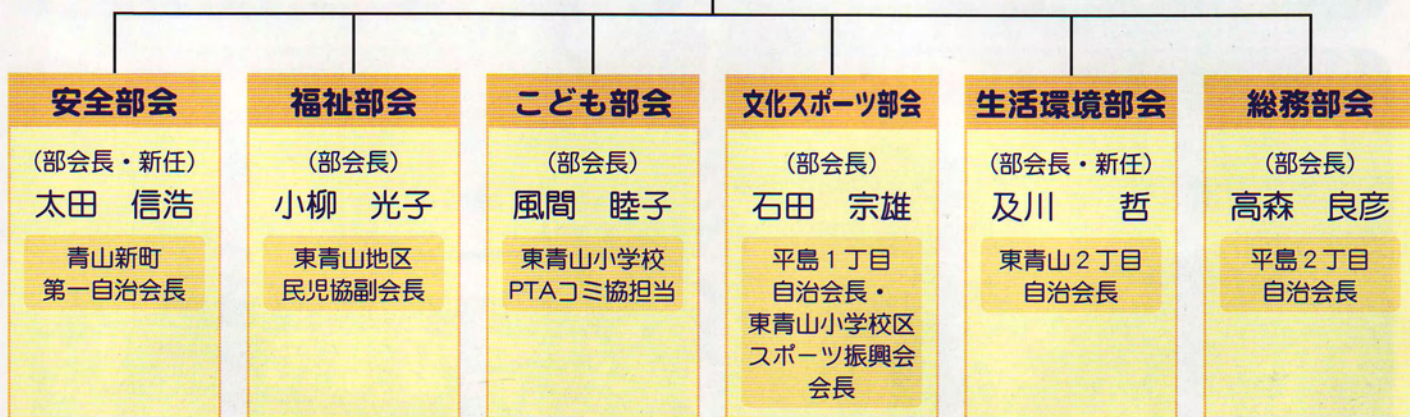 安全部会
(部会長・新任)
太田 信浩
青山新町
第一自治会長
福祉部会
(部会長)
小柳 光子
東青山地区
民児協副会長
こども部会
(部会長)
風間 睦子
東青山小学校
PTAコミ協担当
文化スポーツ部会
(部会長)
石田 宗雄
平島1丁目
自治会長・
東青山小学校区
スポーツ振興会
会長
生活環境部会
(部会長・新任)
及川 哲
東青山2丁目
自治会長
総務部会
(部会長)
高森 良彦
平島2丁目
自治会長